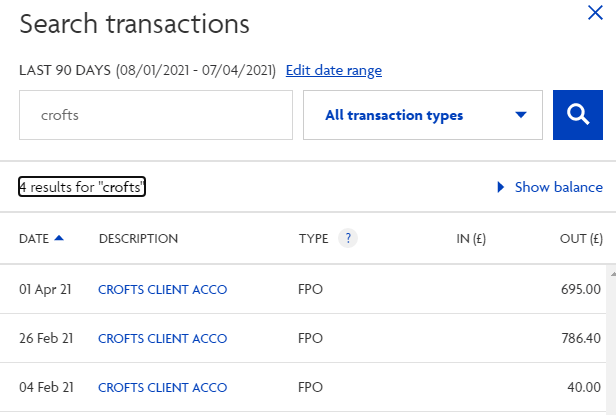 Search transactions
LAST 90 DAYS (08/01/2021 - 07/04/2021) Edit date range
crofts All transaction types
4 results for "crofts" Show balance
DATE DESCRIPTION TYPE ? IN (£) OUT (£)
01 Apr 21 CROFTS CLIENT ACCO FPO 695.00
26 Feb 21 CROFTS CLIENT ACCO FPO 786.40
04 Feb 21 CROFTS CLIENT ACCO FPO 40.00